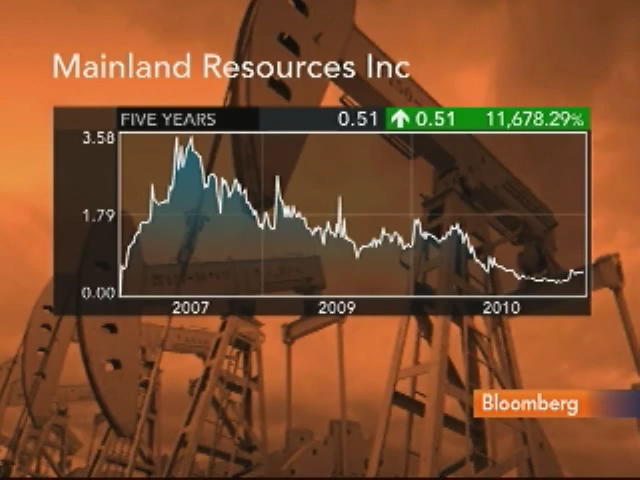 Mainland Resources Inc
FIVE YEARS 0.51 0.51 11,678.29%
3.58
1.79
0.00
2007 2009 2010
Bloomberg